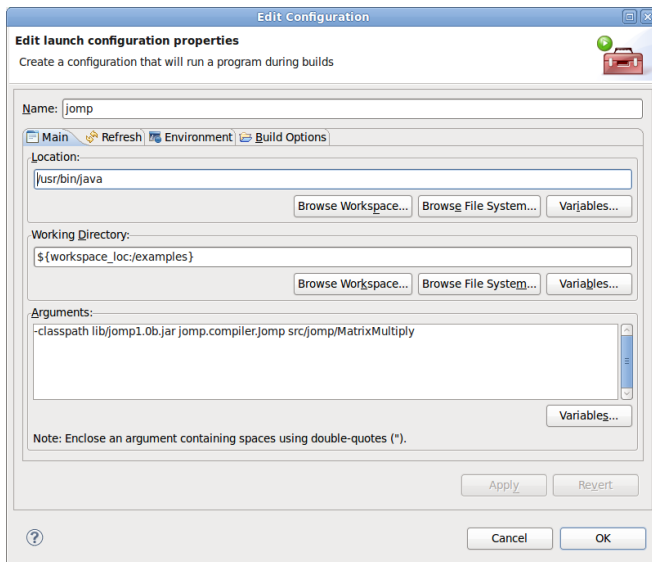 Edit Configuration
Edit launch configuration properties
Create a configuration that will run a program during builds
Name: jomp
Main Refresh Environment Build Options
Location:
/usr/bin/java
Browse Workspace... Browse File System... Variables...
Working Directory:
${workspace_loc:/examples}
Browse Workspace... Browse File System... Variables...
Arguments:
-classpath lib/jomp1.0b.jar jomp.compiler.Jomp src/jomp/MatrixMultiply
Variables...
Note: Enclose an argument containing spaces using double-quotes (").
Apply Revert
? Cancel OK